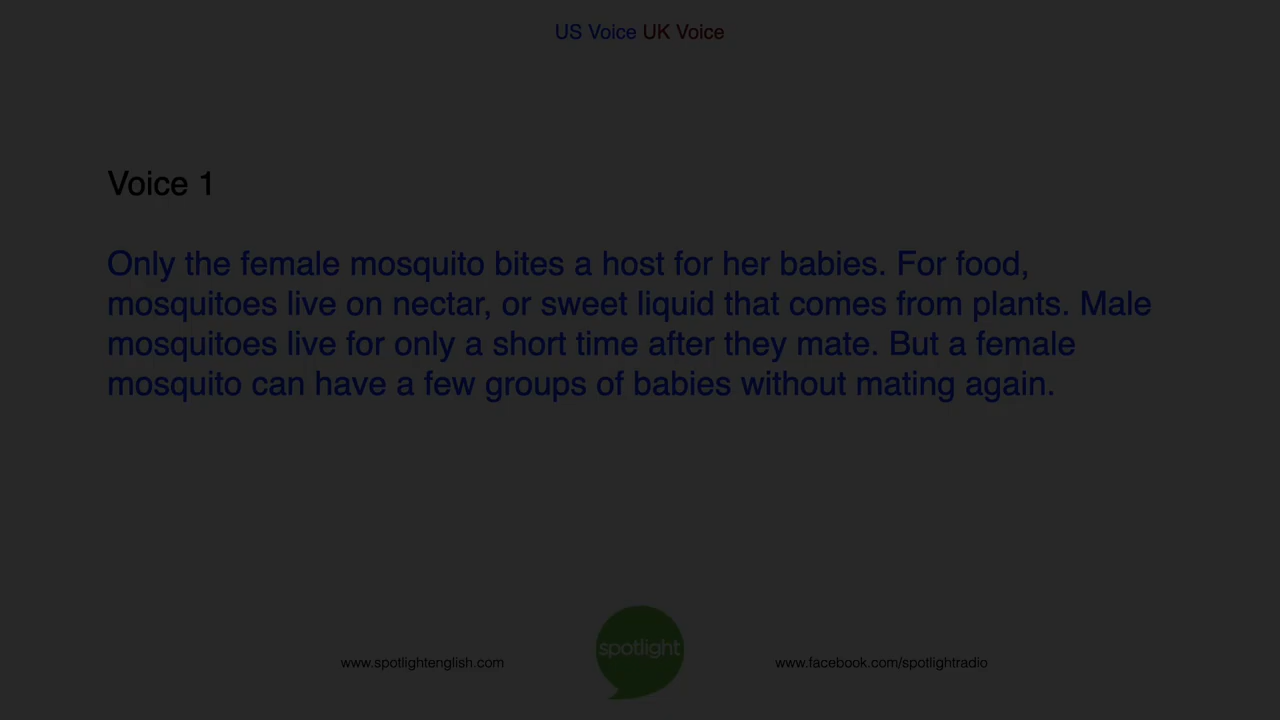 US Voice UK Voice
Voice 1
Only the female mosquito bites a host for her babies. For food,
mosquitoes live on nectar, or sweet liquid that comes from plants. Male
mosquitoes live for only a short time after they mate. But a female
mosquito can have a few groups of babies without mating again.
spotlight
www.spotlightenglish.com
www.facebook.com/spotlightradio